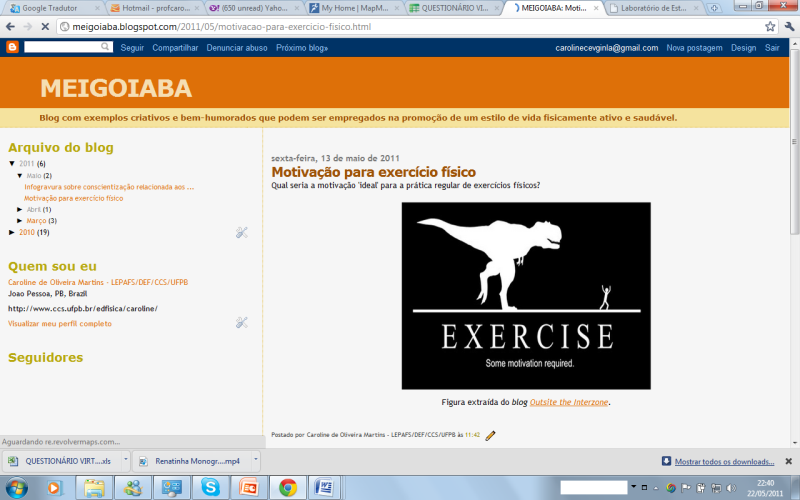 Google Tradutor
Hotmail - profcaro
(650 unread) Yahoo
My Home | MapM
QUESTIONÁRIO VI
MEIGOIABA: Moti
Laboratório de Est
meigoiaba.blogspot.com/2011/05/motivacao-para-exercicio-fisico.html
Seguir Compartilhar Denunciar abuso Próximo blog»
carolinecevginla@gmail.com Nova postagem Design Sair
MEIGOIABA
Blog com exemplos criativos e bem-humorados que podem ser empregados na promoção de um estilo de vida fisicamente ativo e saudável.
Arquivo do blog
▼ 2011 (6)
▼ Maio (2)
Infogravura sobre conscientização relacionada aos ...
Motivação para exercício físico
► Abril (1)
► Março (3)
► 2010 (19)
Quem sou eu
Caroline de Oliveira Martins - LEPAFS/DEF/CCS/UFPB
Joao Pessoa, PB, Brazil
http://www.ccs.ufpb.br/edfisica/caroline/
Visualizar meu perfil completo
Seguidores
sexta-feira, 13 de maio de 2011
Motivação para exercício físico
Qual seria a motivação 'ideal' para a prática regular de exercícios físicos?
EXERCISE
Some motivation required.
Figura extraída do blog Outsite the Interzone.
Postado por Caroline de Oliveira Martins - LEPAFS/DEF/CCS/UFPB às 11:42
Aguardando re.revolvermaps.com...
QUESTIONÁRIO VIRT....xls
Renatinha Monogr....mp4
Mostrar todos os downloads...
22:40
22/05/2011